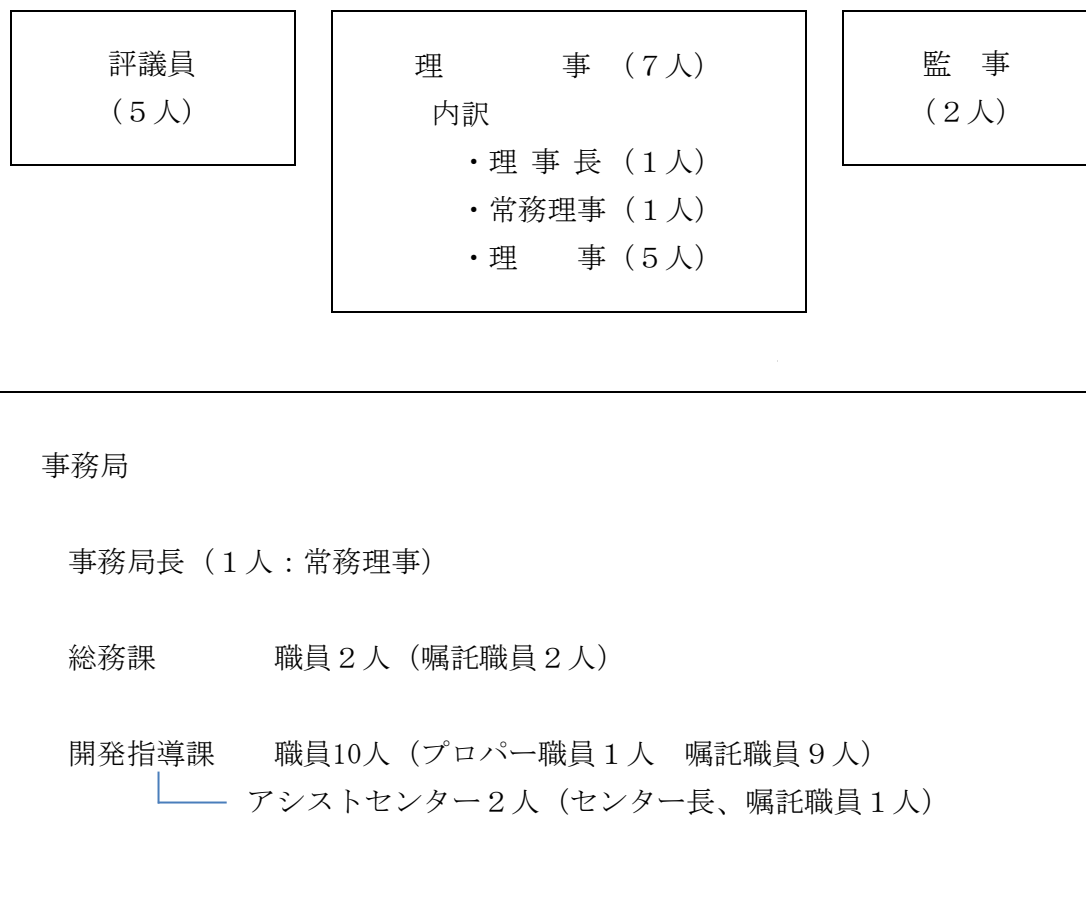 評議員
（５人）
理　　　事　（７人）
内訳
・理 事 長（１人）
・常務理事（１人）
・理　　事（５人）
監　事
（２人）
事務局
事務局長（１人：常務理事）
総務課　　　　職員２人（嘱託職員２人）
開発指導課　　職員10人（プロパー職員１人　嘱託職員９人）
アシストセンター２人（センター長、嘱託職員１人）